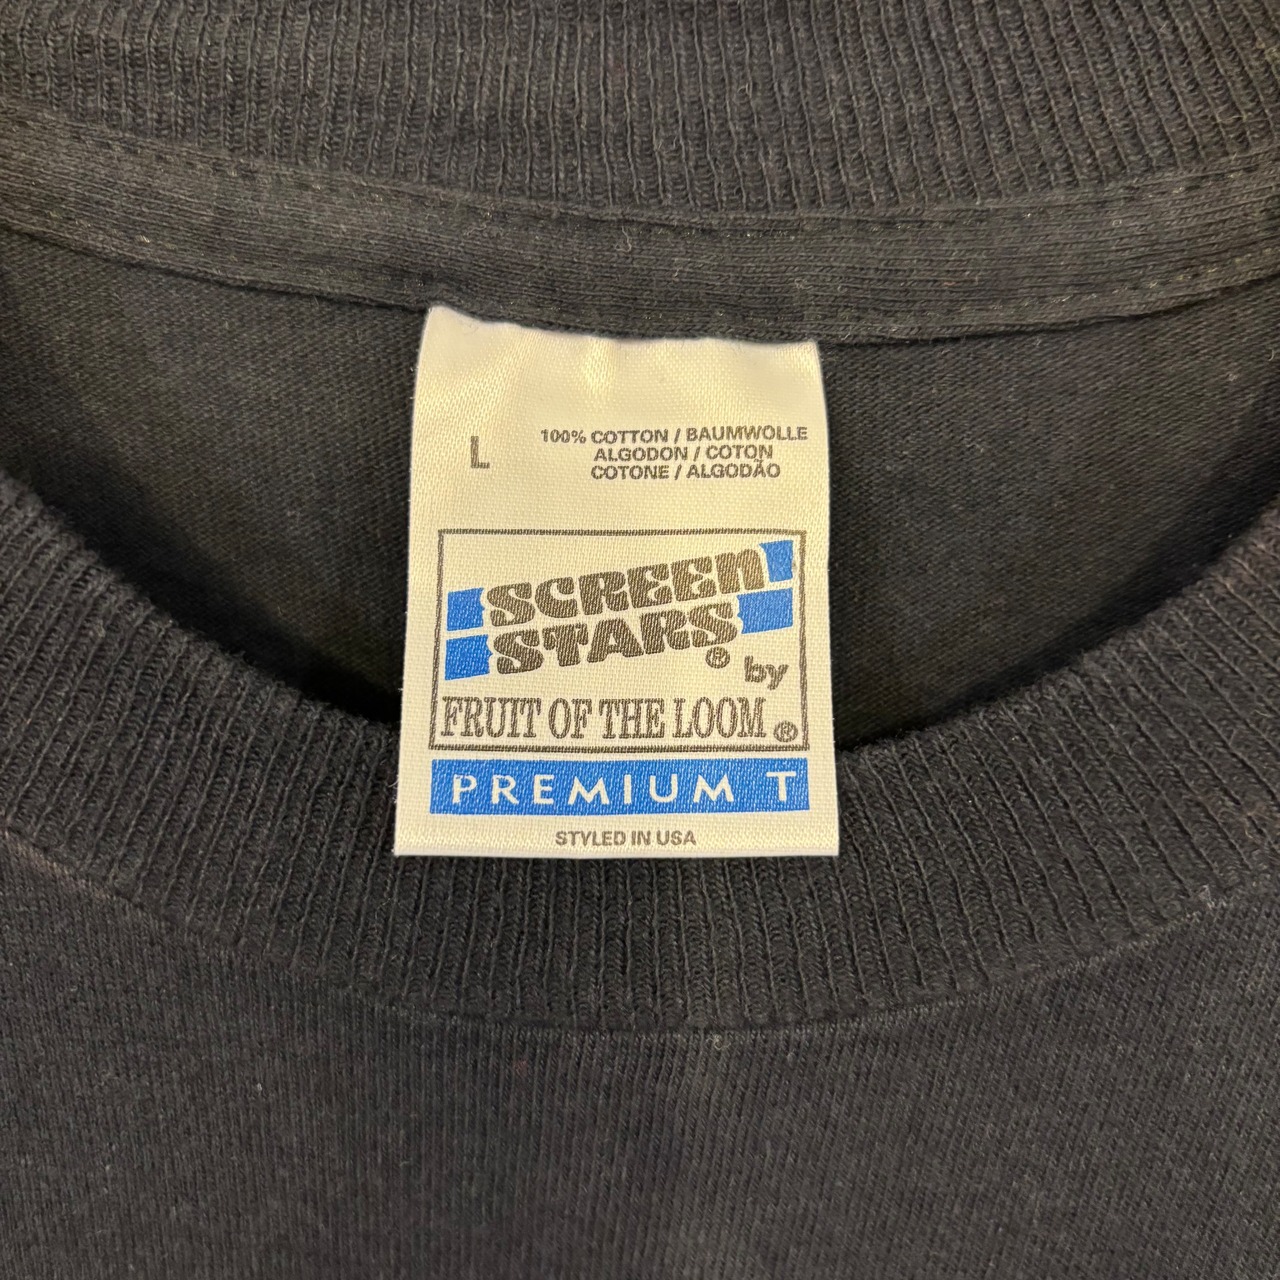 L
100% COTTON / BAUMWOLLE
ALGODON / COTON
COTONE / ALGODÃO
SCREEN
STARS® by
FRUIT OF THE LOOM®
PREMIUM T
STYLED IN USA